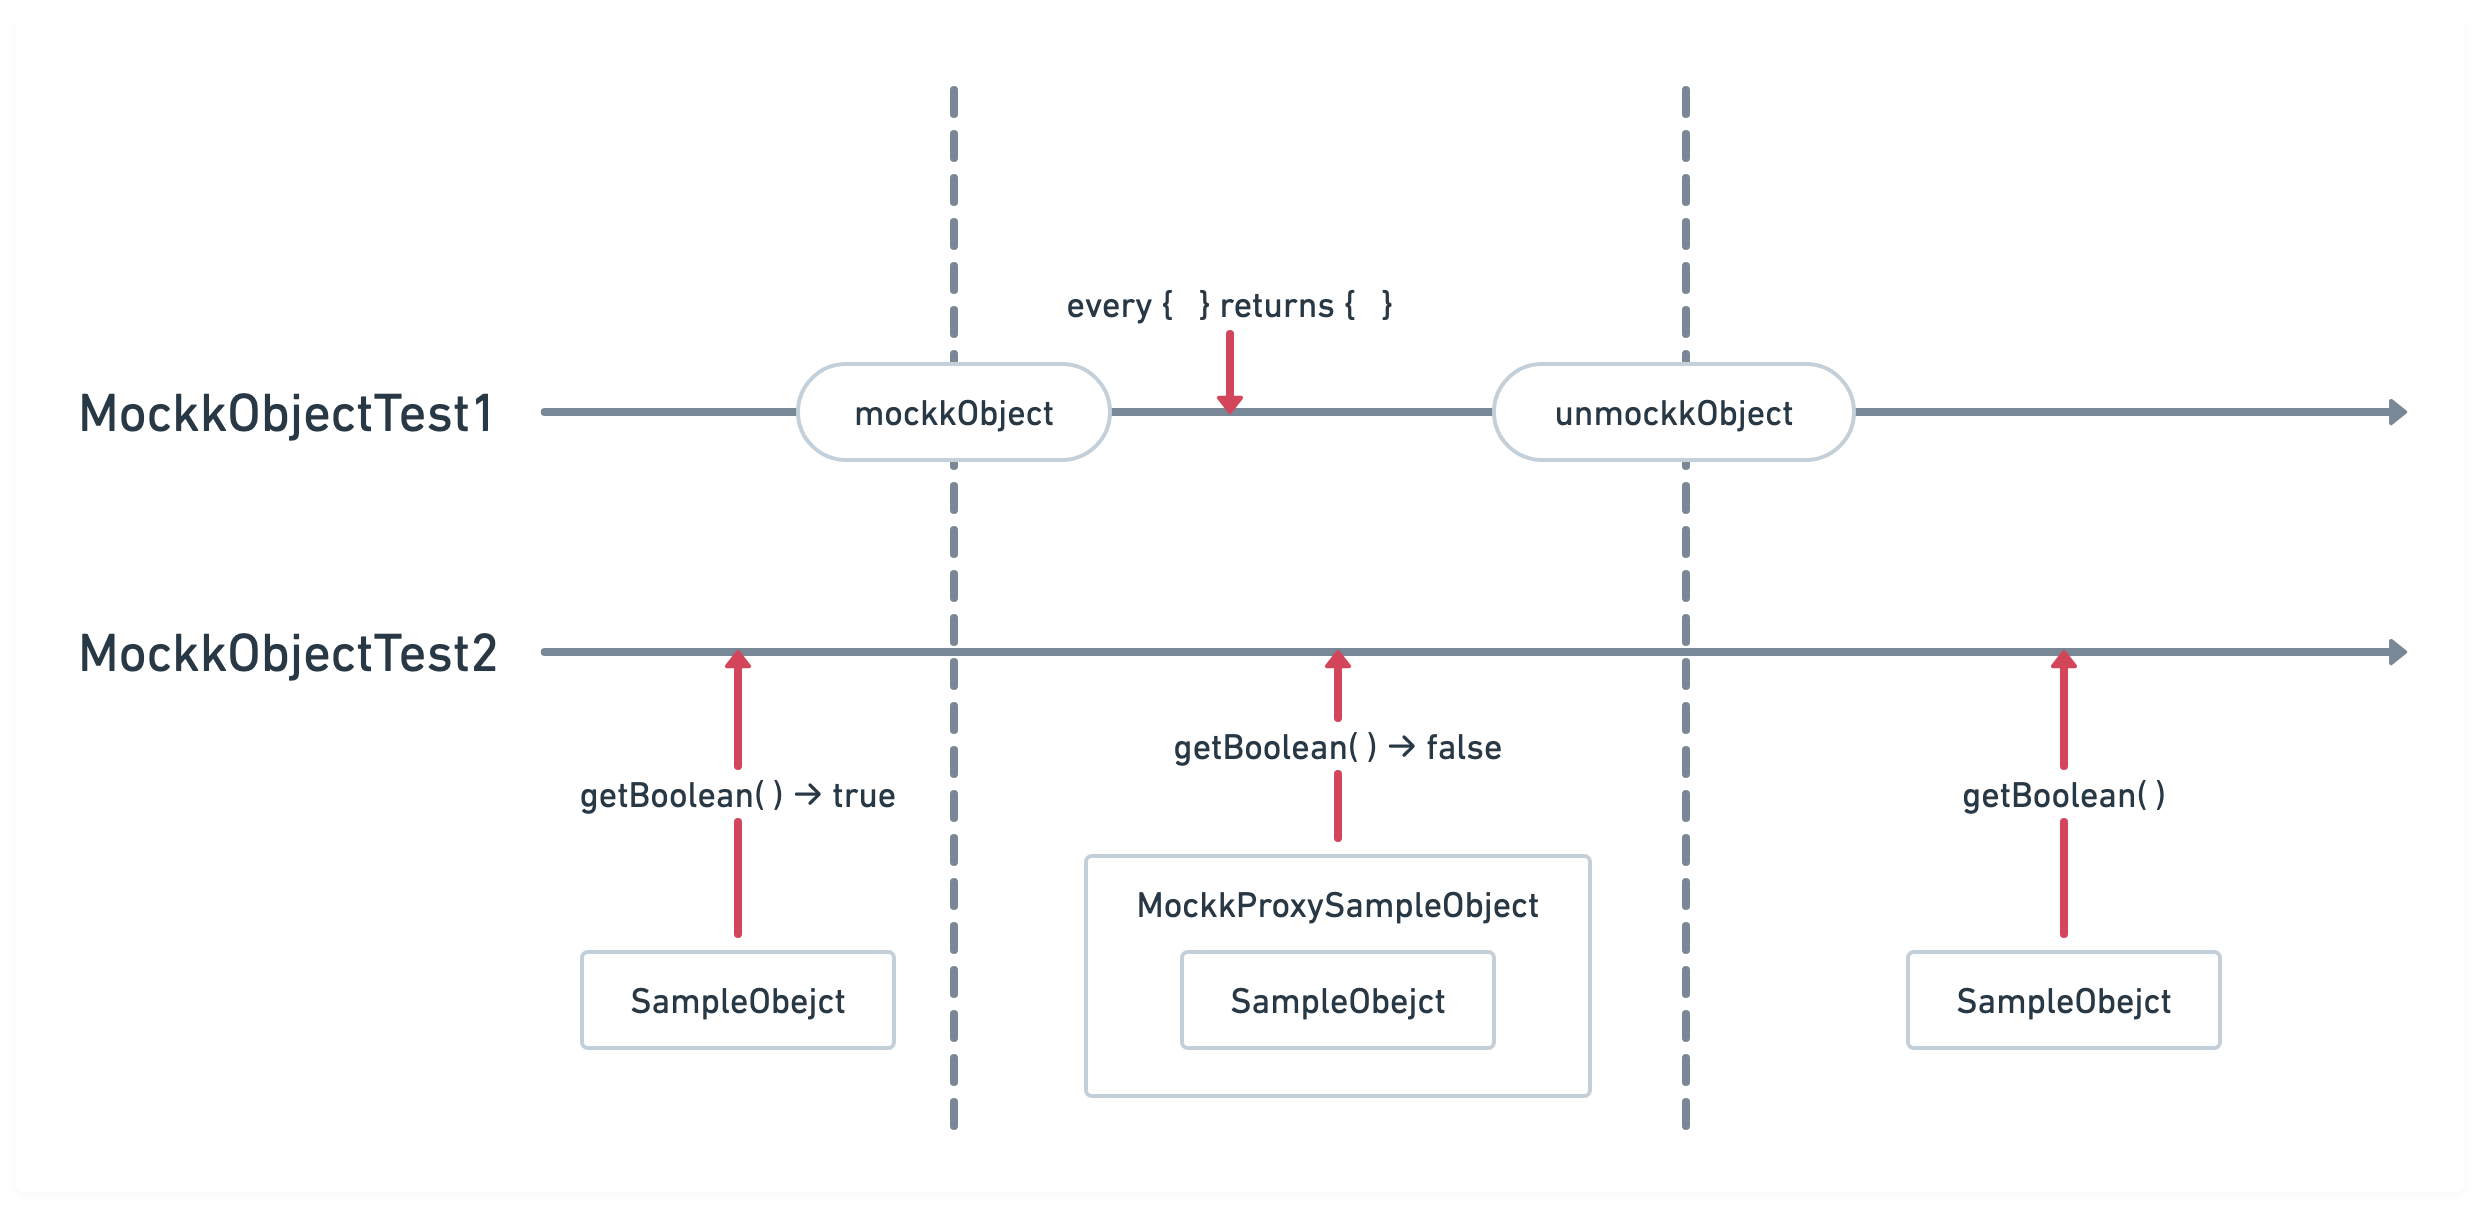 every {   } returns {   }
MockkObjectTest1
mockkObject
unmockkObject
MockkObjectTest2
getBoolean( ) → true
getBoolean( ) → false
getBoolean( )
MockkProxySampleObject
SampleObejct
SampleObejct
SampleObejct